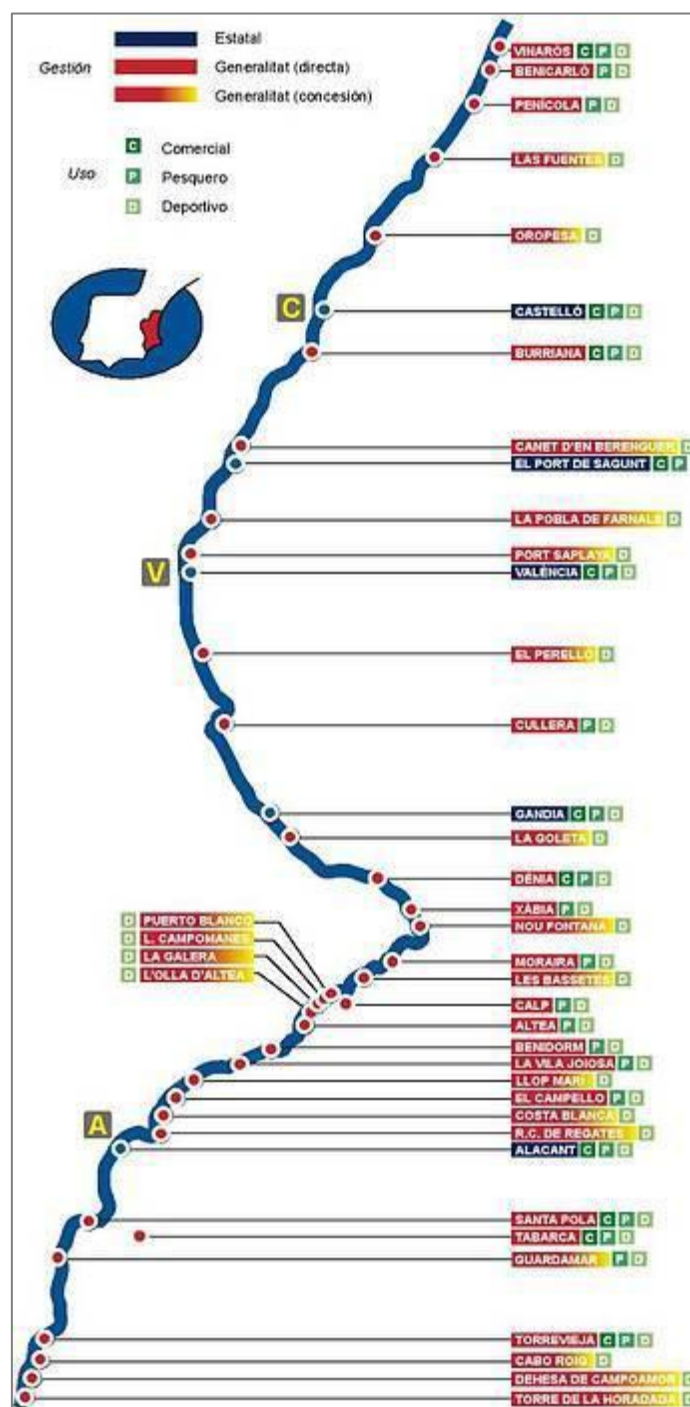 Gestión
Estatal
Generalitat (directa)
Generalitat (concesión)
Uso
C Comercial
P Pesquero
D Deportivo
C
V
A
VINARÒS C P D
BENICARLÓ P D
PENÍCOLA P D
LAS FUENTES D
OROPESA D
CASTELLÓ C P D
BURRIANA C P D
CANET D'EN BERENGUER D
EL PORT DE SAGUNT C P
LA POBLA DE FARNALS D
PORT SAPLAYA D
VALÈNCIA C P D
EL PERELLÓ D
CULLERA P D
GANDIA C P D
LA GOLETA D
DÉNIA C P D
XÀBIA P D
NOU FONTANA D
D PUERTO BLANCO
D L. CAMPOMANES
D LA GALERA
D L'OLLA D'ALTEA
MORAIRA P D
LES BASSETES D
CALP P D
ALTEA P D
BENIDORM P D
LA VILA JOIOSA P D
LLOP MARÍ D
EL CAMPELLO P D
COSTA BLANCA D
R.C. DE REGATES D
ALACANT C P D
SANTA POLA C P D
TABARCA C P D
GUARDAMAR P D
TORREVIEJA C P D
CABO ROIG D
DEHESA DE CAMPOAMOR D
TORRE DE LA HORADADA D